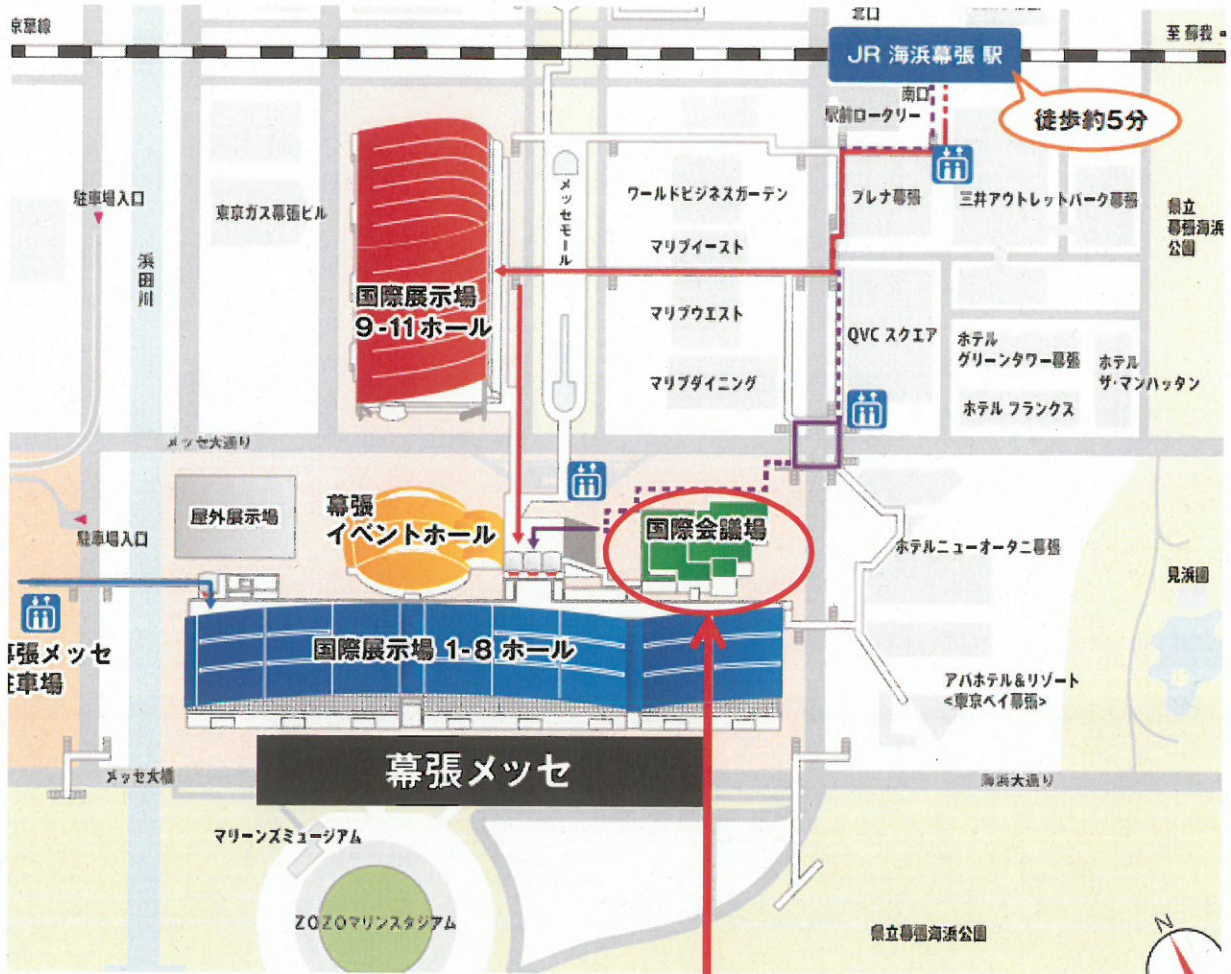 京葉線
北口
至 蘇我
JR 海浜幕張 駅
南口
駅前ロータリー
徒歩約5分
駐車場入口
東京ガス幕張ビル
メッセモール
ワールドビジネスガーデン
プレナ幕張
三井アウトレットパーク幕張
県立
幕張海浜
公園
浜田川
マリブイースト
国際展示場
9-11ホール
マリブウエスト
QVC スクエア
ホテル
グリーンタワー幕張
ホテル
ザ・マンハッタン
マリブダイニング
ホテル フランクス
メッセ大通り
屋外展示場
幕張
イベントホール
国際会議場
駐車場入口
ホテルニューオータニ幕張
見浜園
国際展示場 1-8 ホール
幕張メッセ
駐車場
アパホテル&リゾート
<東京ベイ幕張>
幕張メッセ
メッセ大橋
海浜大通り
マリーンズミュージアム
ZOZOマリンスタジアム
県立幕張海浜公園
N